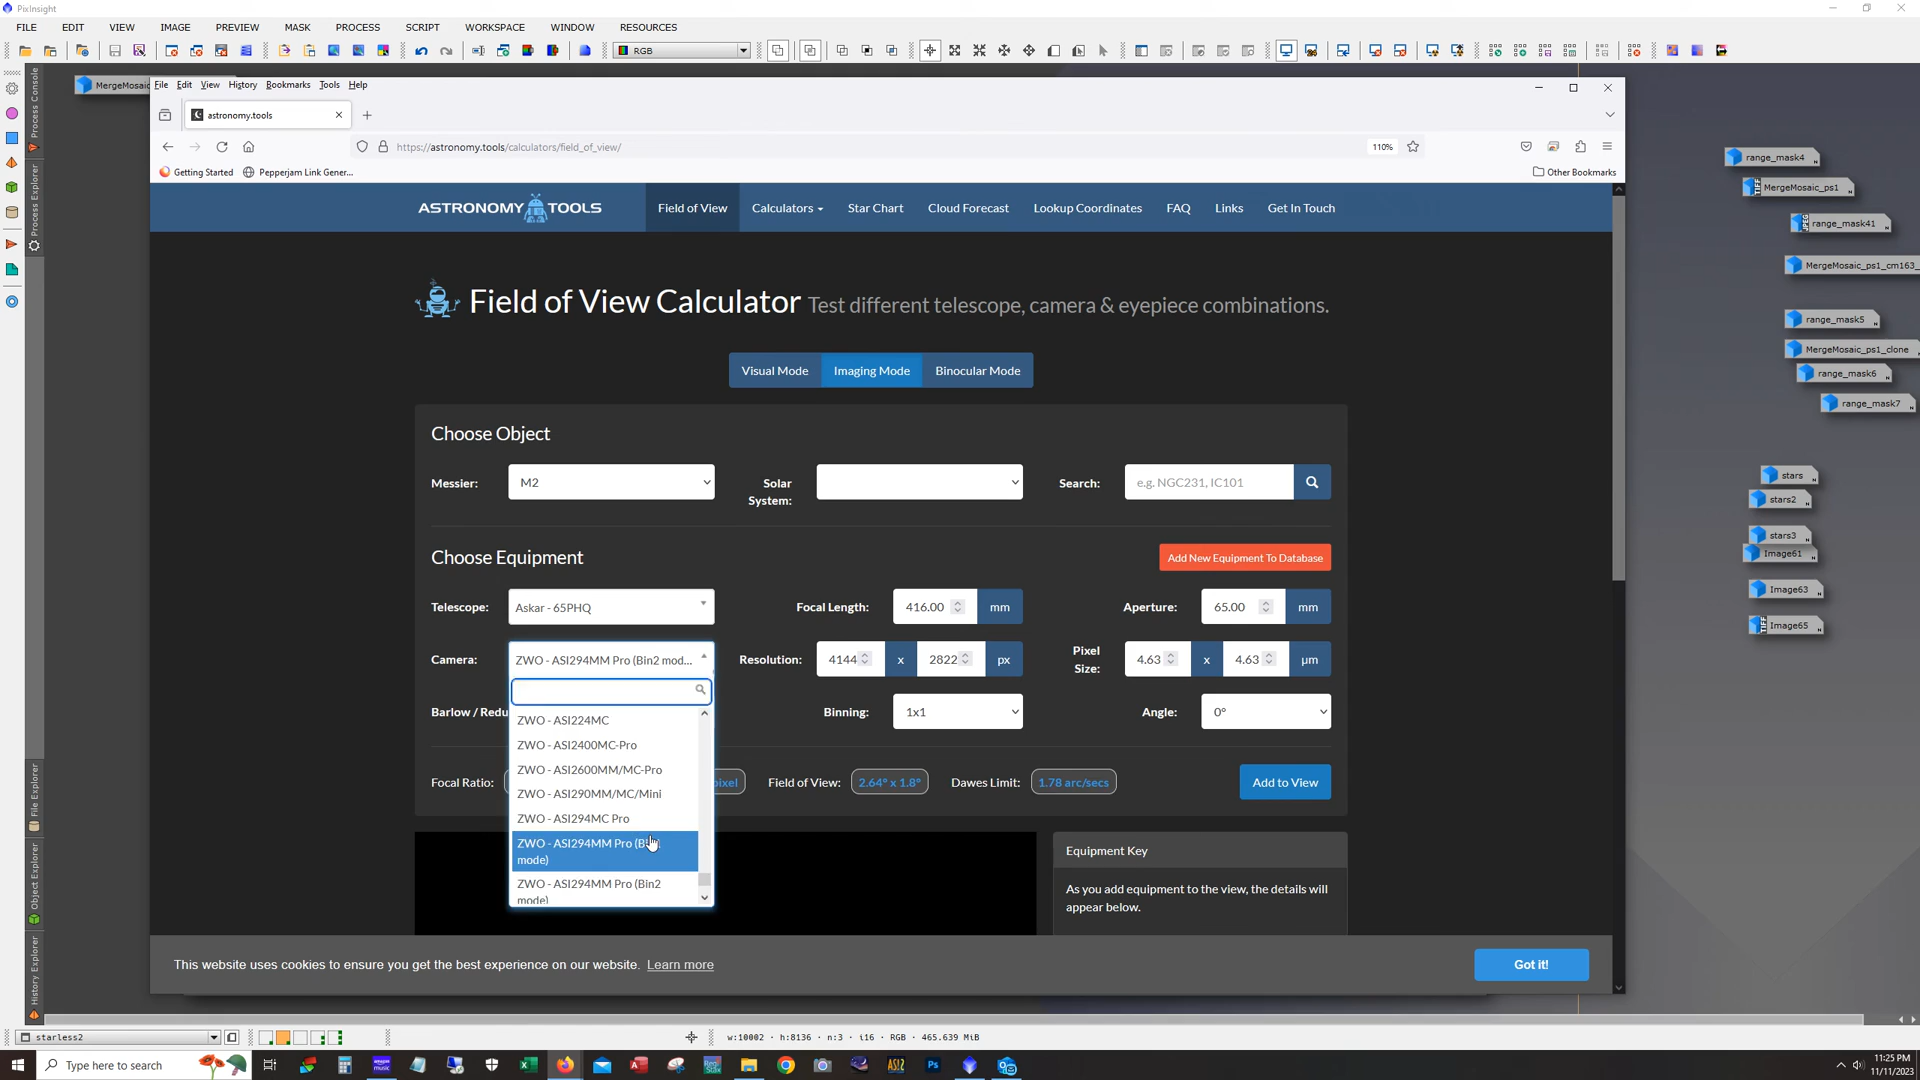 PixInsight
FILE EDIT VIEW IMAGE PREVIEW MASK PROCESS SCRIPT WORKSPACE WINDOW RESOURCES
RGB
MergeMosaic
File Edit View History Bookmarks Tools Help
astronomy.tools
https://astronomy.tools/calculators/field_of_view/
110%
Getting Started Pepperjam Link Gener...
Other Bookmarks
ASTRONOMY TOOLS
Field of View Calculators Star Chart Cloud Forecast Lookup Coordinates FAQ Links Get In Touch
Field of View Calculator Test different telescope, camera & eyepiece combinations.
Visual Mode Imaging Mode Binocular Mode
Choose Object
Messier: M2 Solar System: Search: e.g. NGC231, IC101
Choose Equipment
Add New Equipment To Database
Telescope: Askar - 65PHQ Focal Length: 416.00 mm Aperture: 65.00 mm
Camera: ZWO - ASI294MM Pro (Bin2 mod... Resolution: 4144 x 2822 px Pixel Size: 4.63 x 4.63 µm
Barlow / Redu Binning: 1x1 Angle: 0°
ZWO - ASI224MC
ZWO - ASI2400MC-Pro
ZWO - ASI2600MM/MC-Pro
ZWO - ASI290MM/MC/Mini
ZWO - ASI294MC Pro
ZWO - ASI294MM Pro
mode)
ZWO - ASI294MM Pro (Bin2
mode)
Focal Ratio: pixel Field of View: 2.64° x 1.8° Dawes Limit: 1.78 arc/secs Add to View
Equipment Key
As you add equipment to the view, the details will
appear below.
This website uses cookies to ensure you get the best experience on our website. Learn more
Got it!
Process Console
Process Explorer
File Explorer
Object Explorer
History Explorer
range_mask4
MergeMosaic_ps1
range_mask41
MergeMosaic_ps1_cm163_
range_mask5
MergeMosaic_ps1_clone
range_mask6
range_mask7
stars
stars2
stars3
Image61
Image63
Image65
starless2
w:10002 · h:8136 · n:3 · i16 · RGB · 465.639 MiB
Type here to search
11:25 PM
11/11/2023